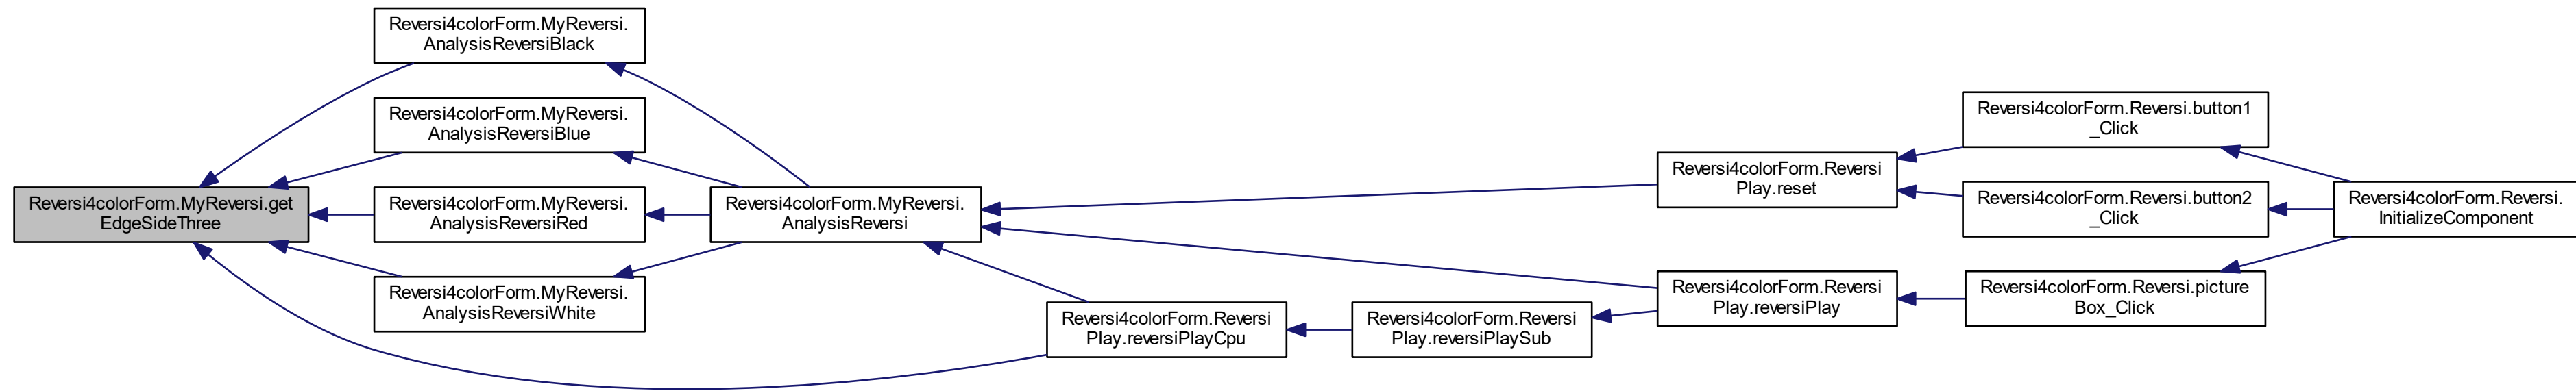 Reversi4colorForm.MyReversi.get
EdgeSideThree
Reversi4colorForm.MyReversi.
AnalysisReversiBlack
Reversi4colorForm.MyReversi.
AnalysisReversiBlue
Reversi4colorForm.MyReversi.
AnalysisReversiRed
Reversi4colorForm.MyReversi.
AnalysisReversiWhite
Reversi4colorForm.MyReversi.
AnalysisReversi
Reversi4colorForm.Reversi
Play.reversiPlayCpu
Reversi4colorForm.Reversi
Play.reversiPlaySub
Reversi4colorForm.Reversi
Play.reset
Reversi4colorForm.Reversi
Play.reversiPlay
Reversi4colorForm.Reversi.button1
_Click
Reversi4colorForm.Reversi.button2
_Click
Reversi4colorForm.Reversi.picture
Box_Click
Reversi4colorForm.Reversi.
InitializeComponent